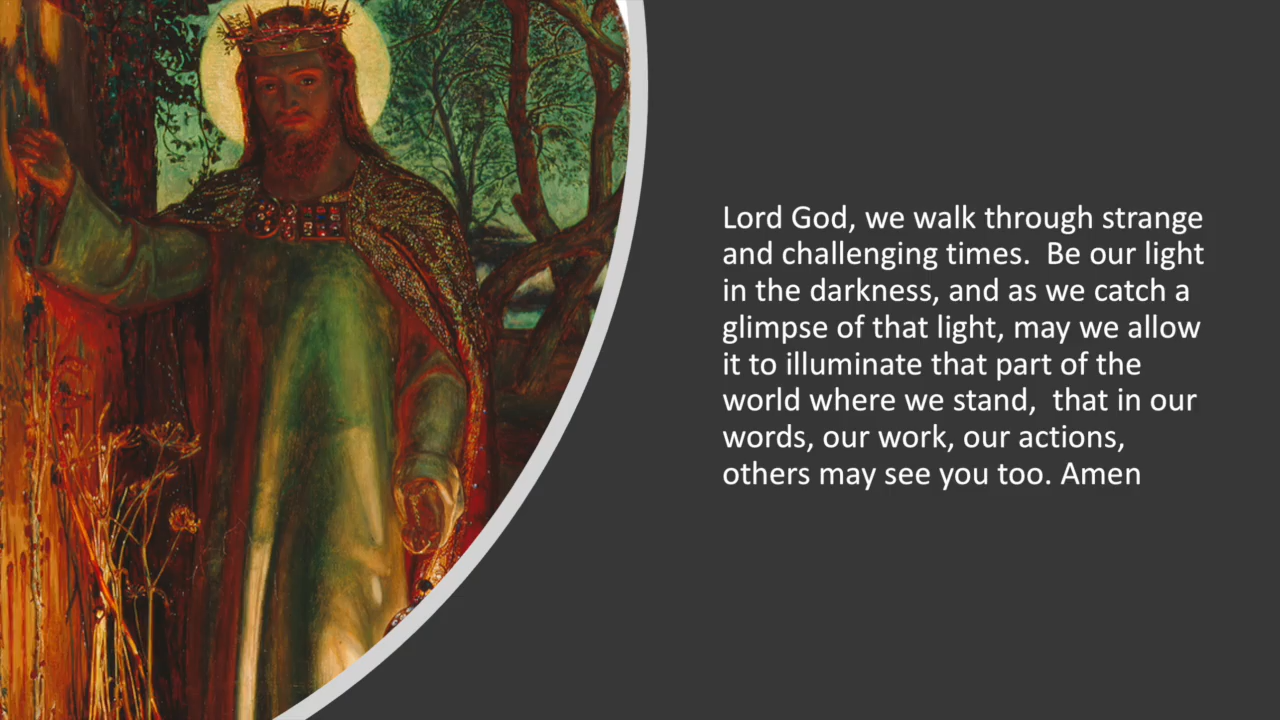 Lord God, we walk through strange
and challenging times.  Be our light
in the darkness, and as we catch a
glimpse of that light, may we allow
it to illuminate that part of the
world where we stand,  that in our
words, our work, our actions,
others may see you too. Amen